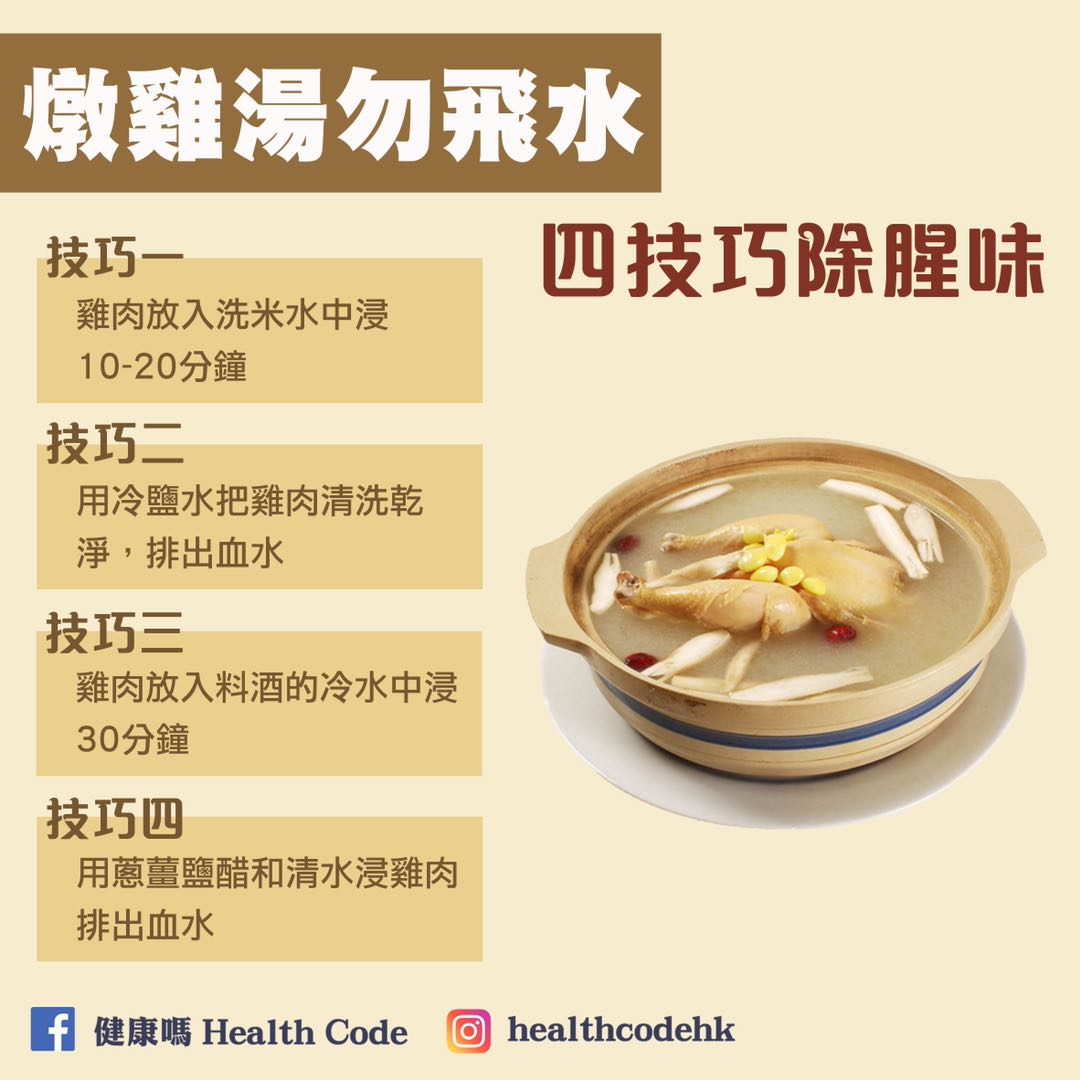 燉雞湯勿飛水
四技巧除腥味
技巧一
雞肉放入洗米水中浸
10-20分鐘
技巧二
用冷鹽水把雞肉清洗乾
淨，排出血水
技巧三
雞肉放入料酒的冷水中浸
30分鐘
技巧四
用蔥薑鹽醋和清水浸雞肉
排出血水
健康嗎 Health Code
healthcodehk